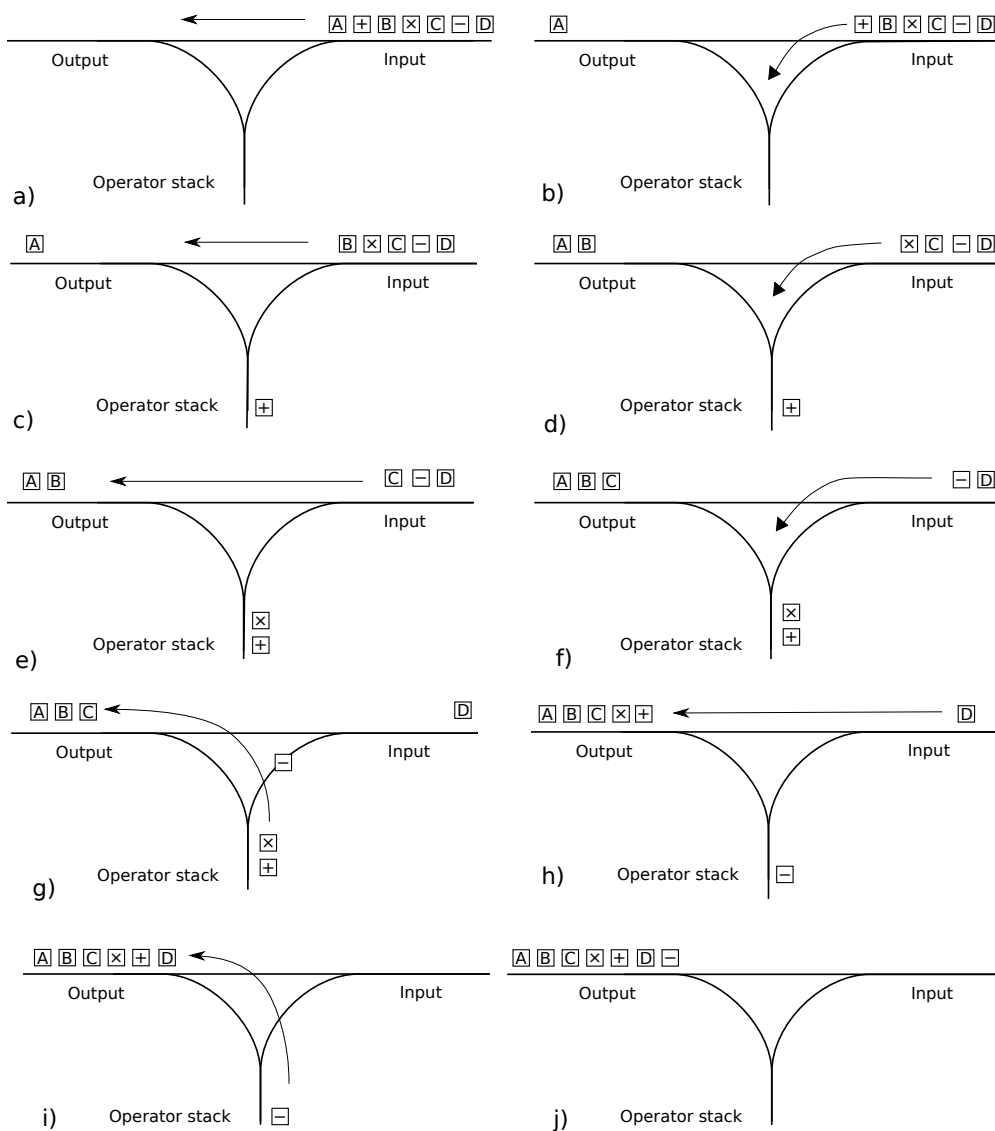 A + B × C − D
Output Input
Operator stack
a)
A + B × C − D
Output Input
Operator stack
b)
A B × C − D
Output Input
Operator stack +
c)
A B × C − D
Output Input
Operator stack +
d)
A B C − D
Output Input
×
Operator stack +
e)
A B C − D
Output Input
×
Operator stack +
f)
A B C D
Output Input
−
×
+
Operator stack
g)
A B C × + D
Output Input
Operator stack −
h)
A B C × + D
Output Input
Operator stack −
i)
A B C × + D −
Output Input
Operator stack
j)